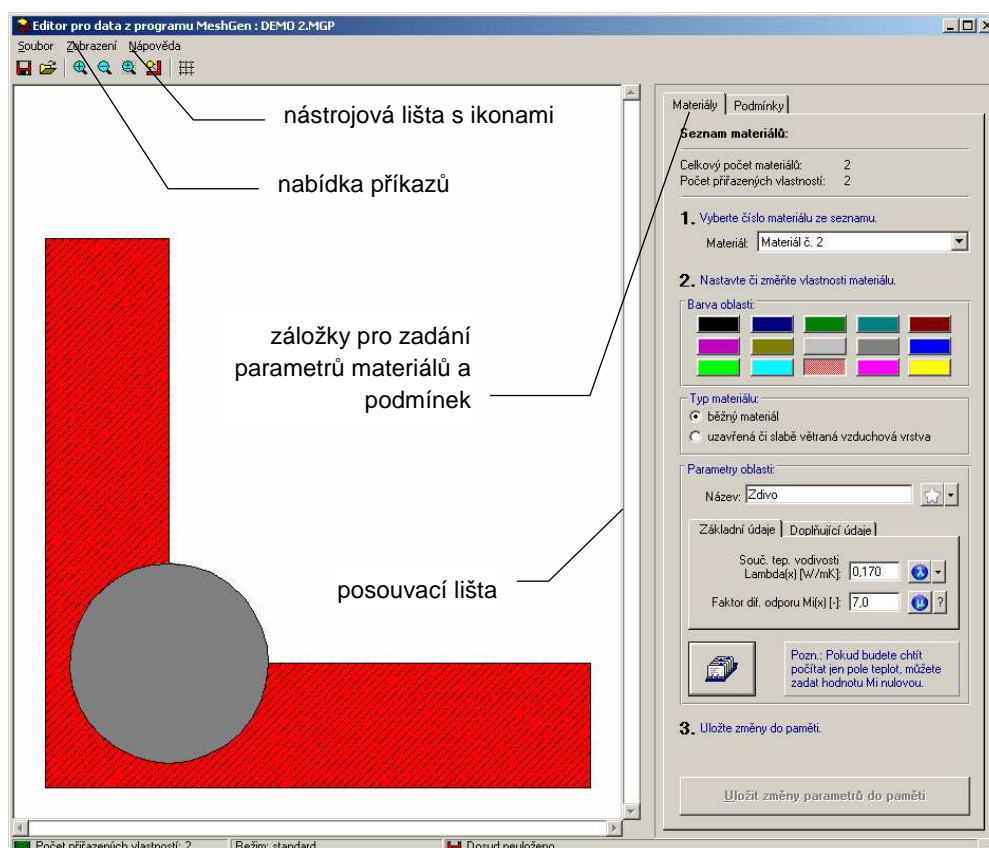 Editor pro data z programu MeshGen : DEMO 2.MGP
Soubor Zobrazení Nápověda
nástrojová lišta s ikonami
nabídka příkazů
záložky pro zadání
parametrů materiálů a
podmínek
posouvací lišta
Materiály Podmínky
Seznam materiálů:
Celkový počet materiálů: 2
Počet přiřazených vlastností: 2
1. Vyberte číslo materiálu ze seznamu.
Materiál: Materiál č. 2
2. Nastavte či změňte vlastnosti materiálu.
Barva oblasti:
Typ materiálu:
běžný materiál
uzavřená či slabě větraná vzduchová vrstva
Parametry oblasti:
Název: Zdivo
Základní údaje Doplňující údaje
Souč. tep. vodivosti
Lambda(x) [W/mK]: 0,170 λ
Faktor dif. odporu Mi(x) [-]: 7,0 μ ?
Pozn.: Pokud budete chtít
počítat jen pole teplot, můžete
zadat hodnotu Mi nulovou.
3. Uložte změny do paměti.
Uložit změny parametrů do paměti
Počet přiřazených vlastností: 2 Režim: standard Dosud neuloženo